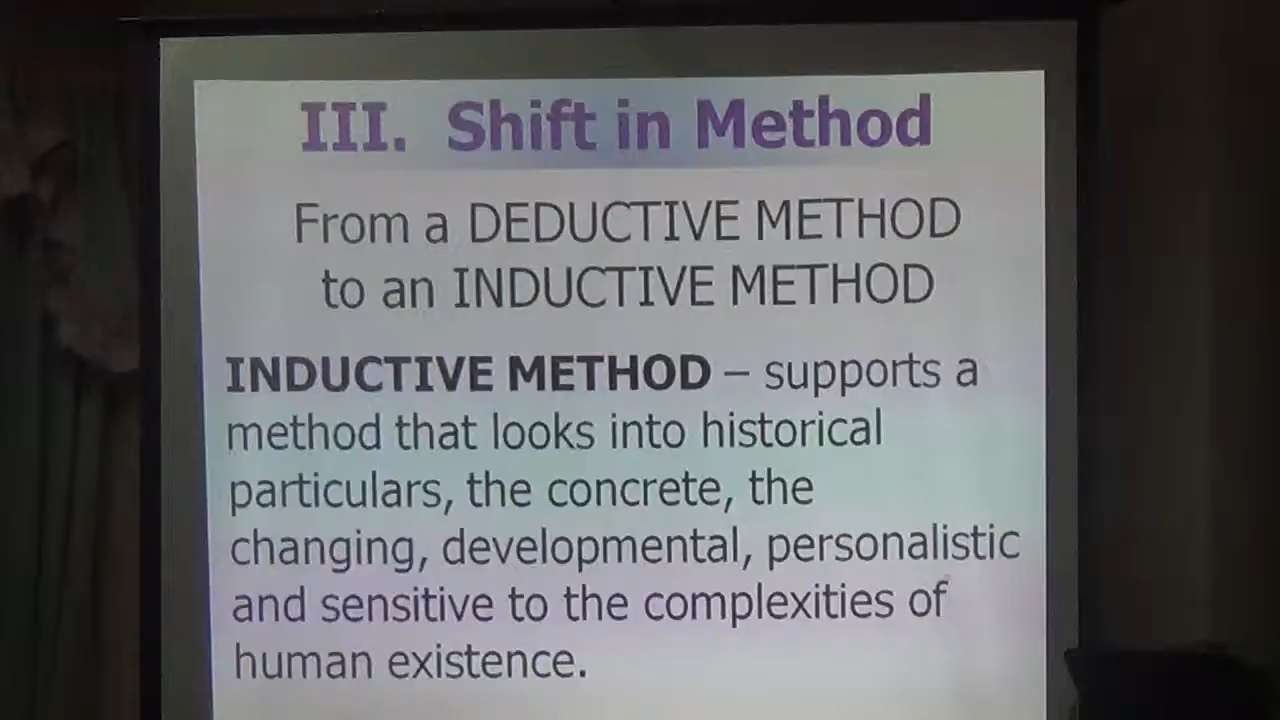 III. Shift in Method
From a DEDUCTIVE METHOD
to an INDUCTIVE METHOD
INDUCTIVE METHOD – supports a
method that looks into historical
particulars, the concrete, the
changing, developmental, personalistic
and sensitive to the complexities of
human existence.